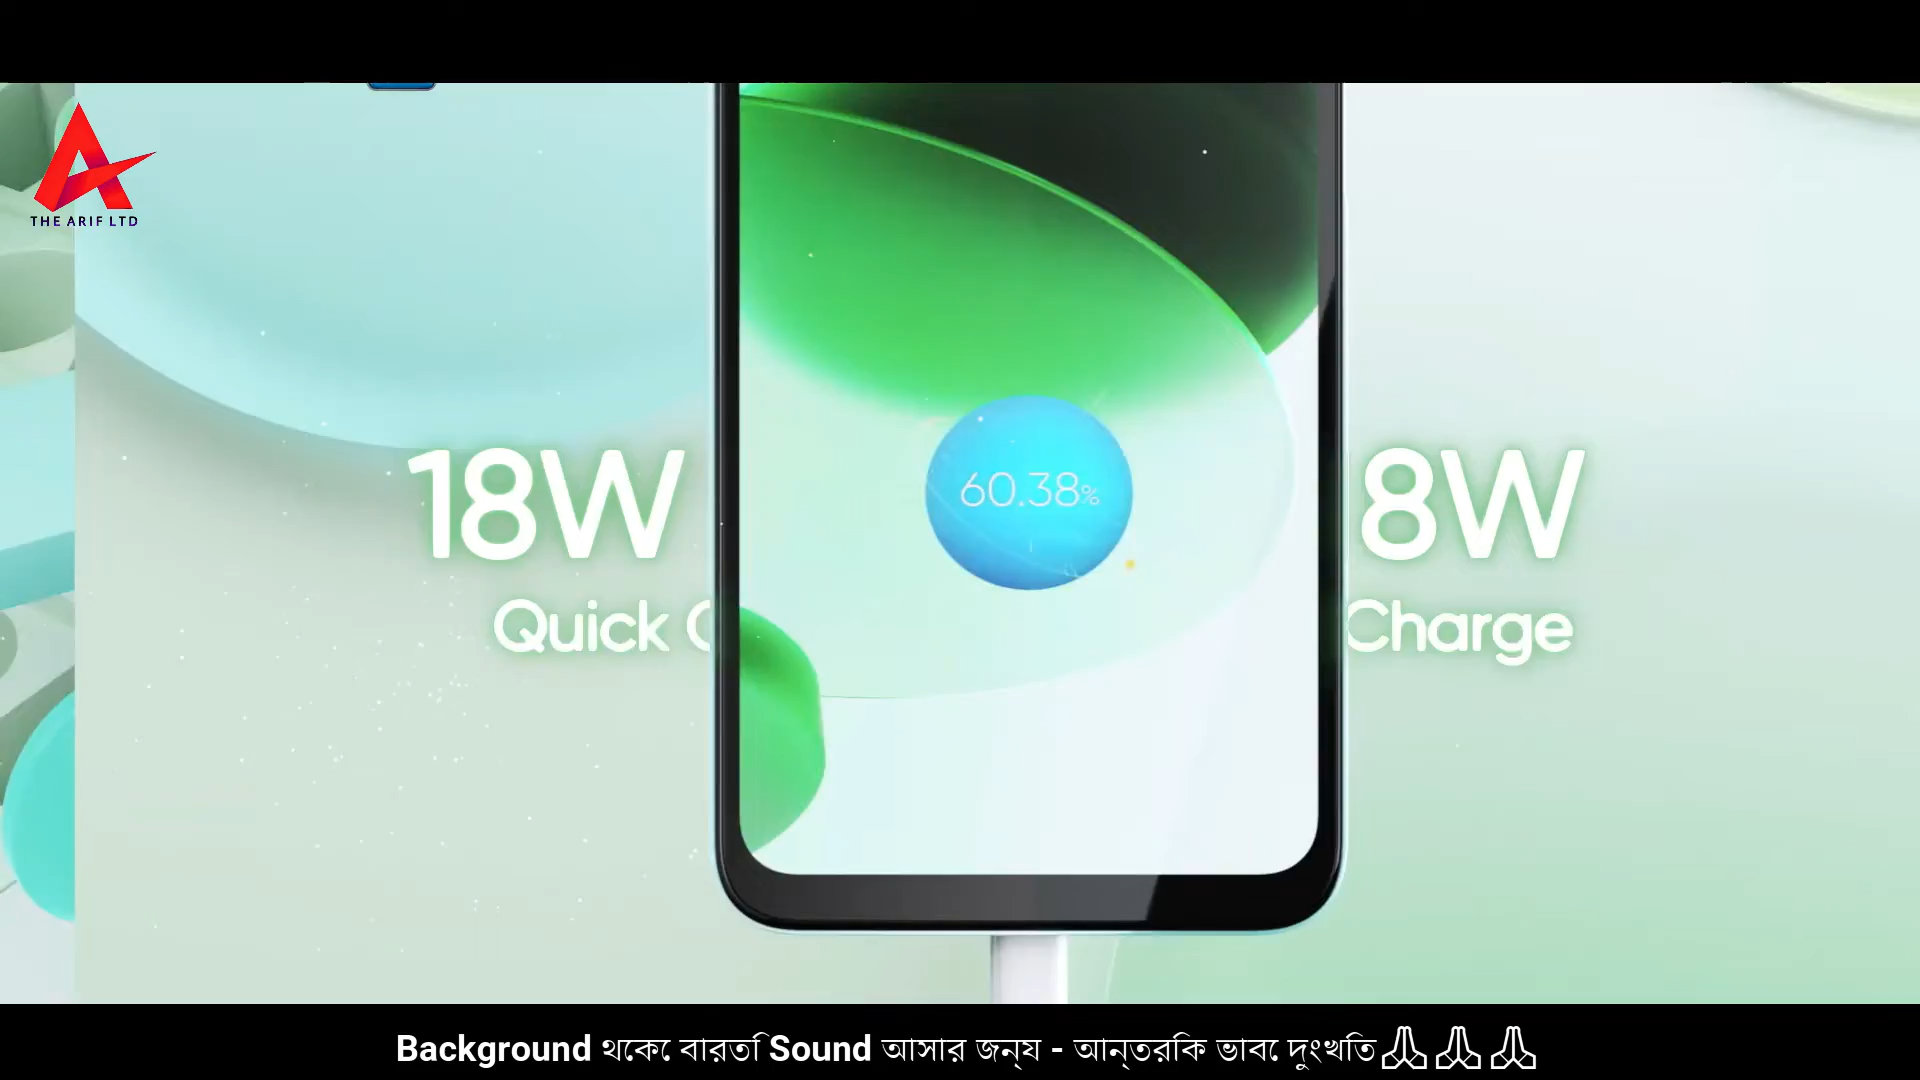 THE ARIF LTD
18W
8W
60.38%
Quick C
Charge
Background থেকে বারতি Sound আসার জন্য - আন্তরিক ভাবে দুঃখিত🙏🙏🙏